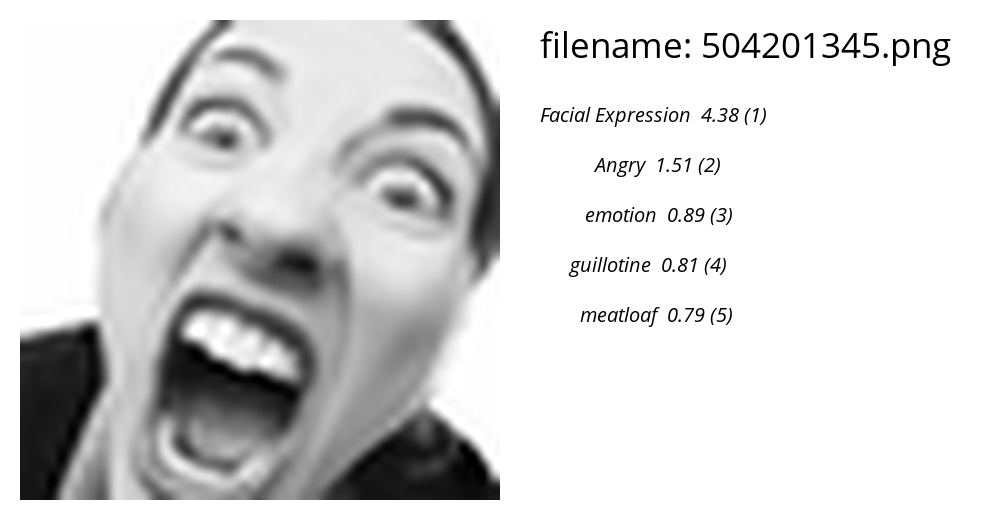 filename: 504201345.png
Facial Expression 4.38 (1)
Angry 1.51 (2)
emotion 0.89 (3)
guillotine 0.81 (4)
meatloaf 0.79 (5)